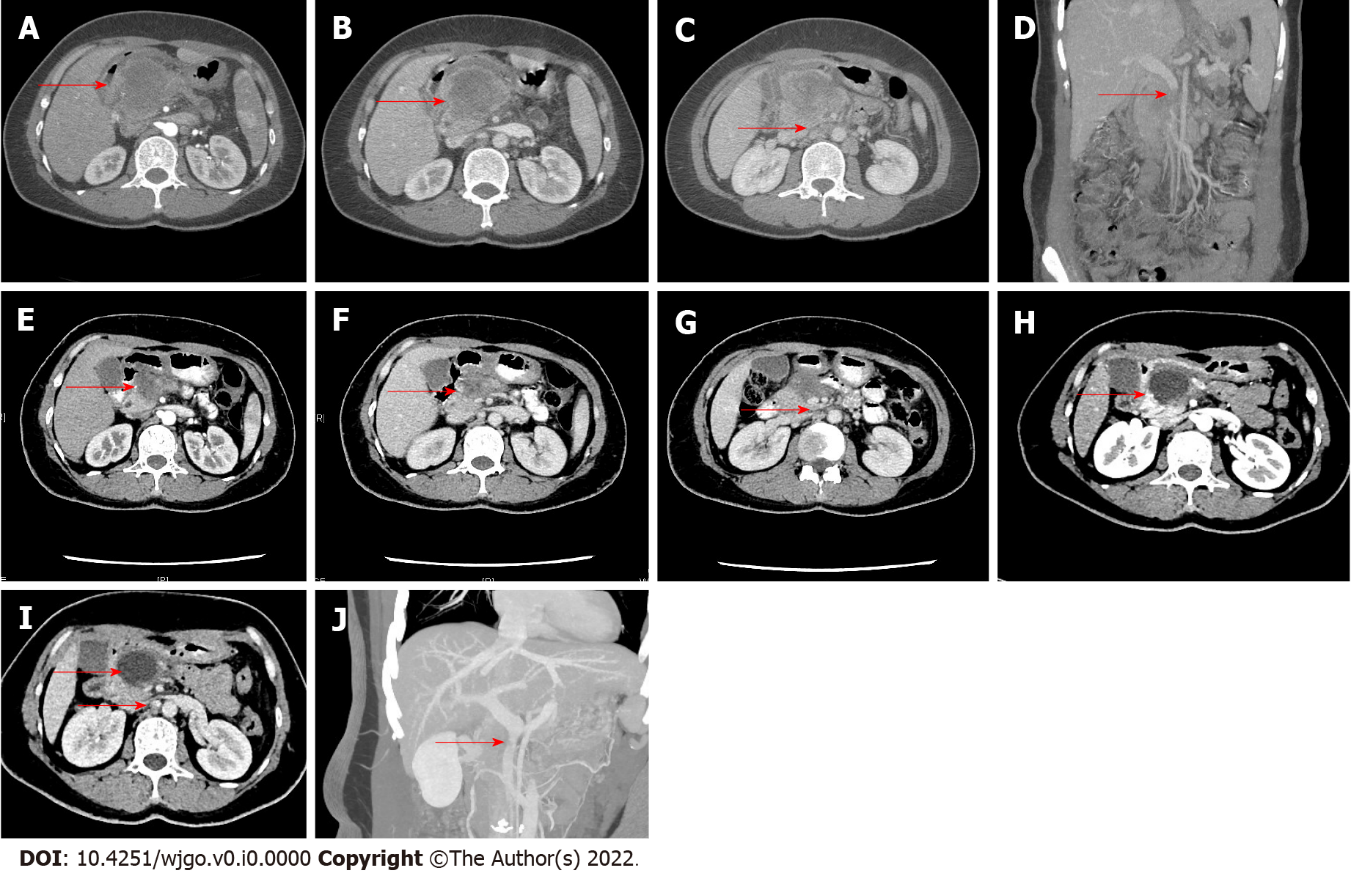 A B C D
E F G H
R]
[R]
I J
DOI: 10.4251/wjgo.v0.i0.0000 Copyright ©The Author(s) 2022.